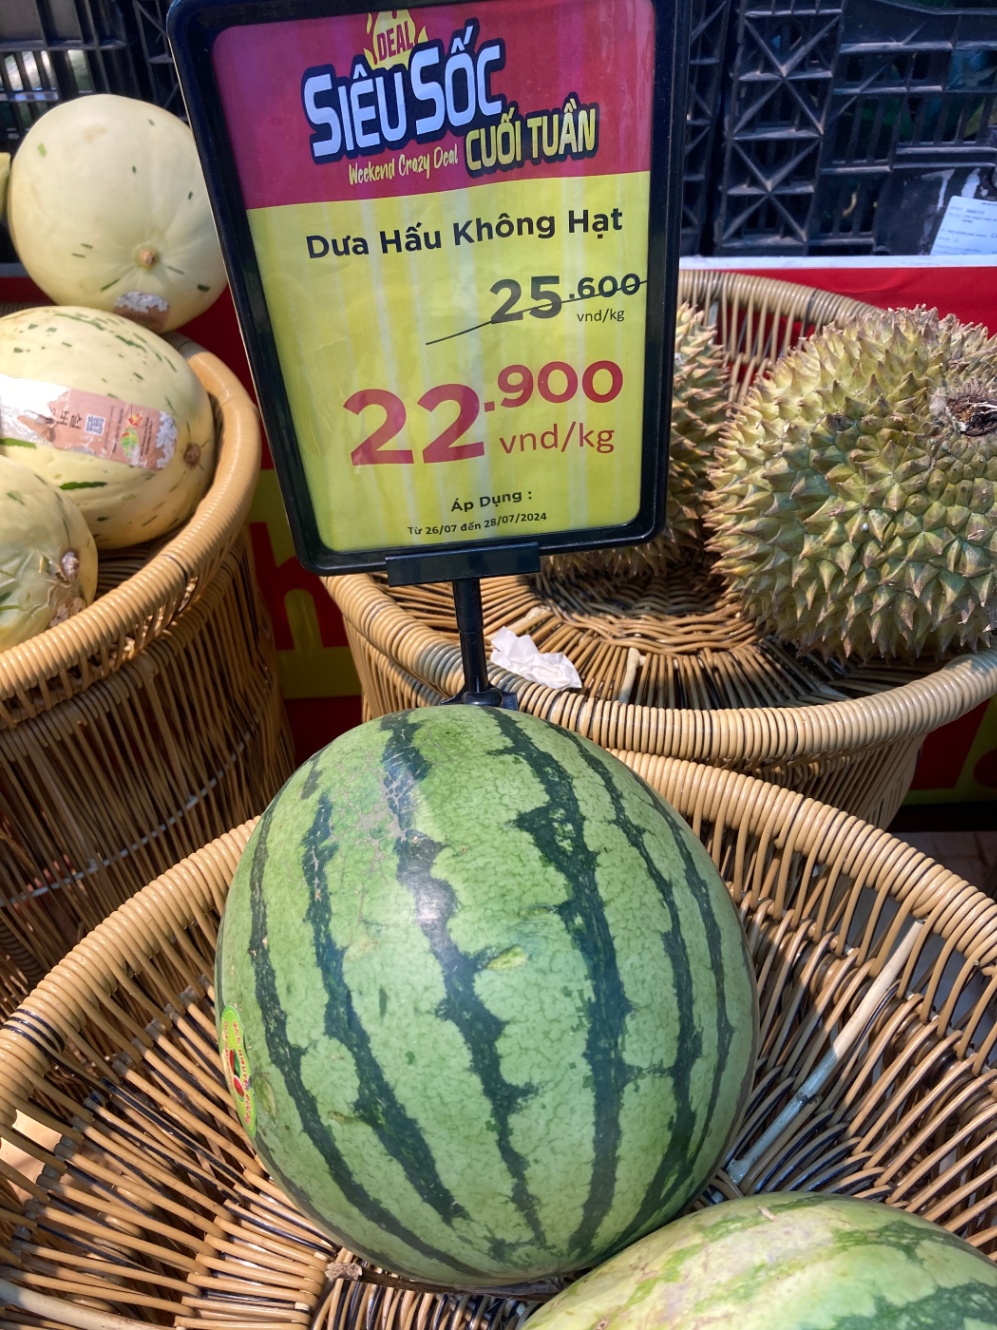 DEAL
SIÊU SỐC
Weekend Crazy Deal CUỐI TUẦN
Dưa Hấu Không Hạt
25.600
vnd/kg
22.900
vnd/kg
Áp Dụng :
Từ 26/07 đến 28/07/2024